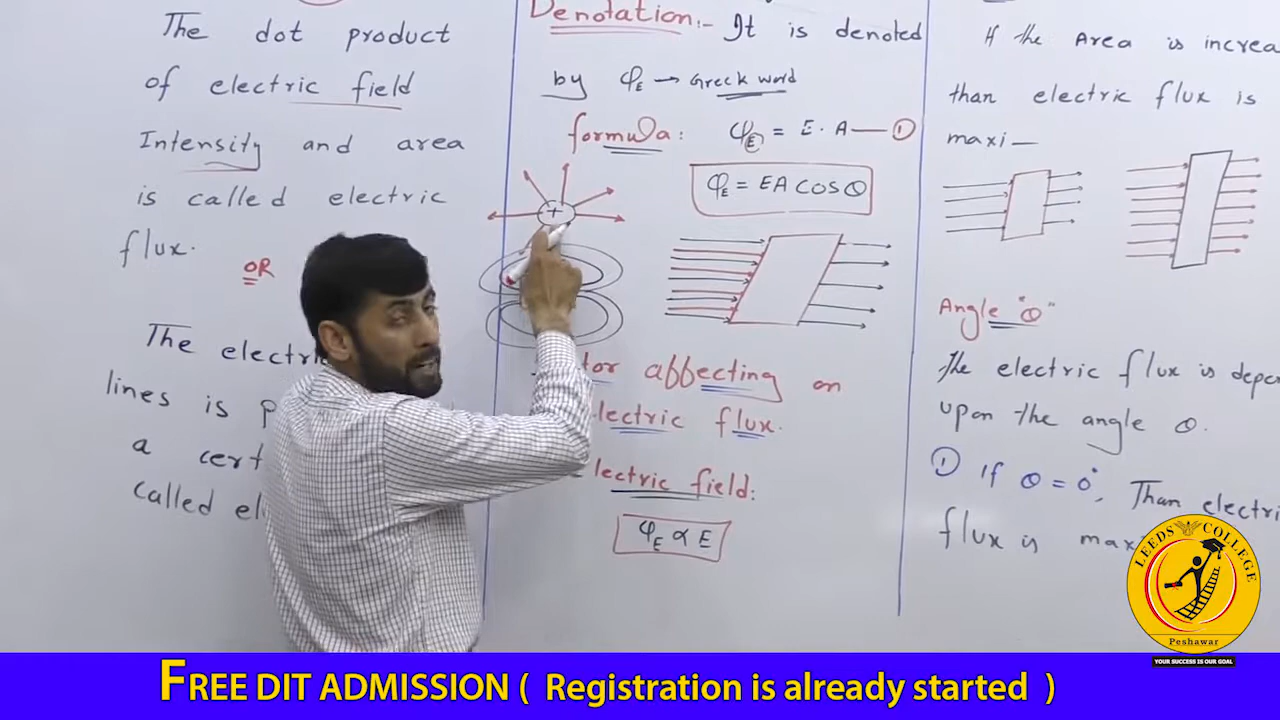 The dot product
of electric field
Intensity and area
is called electric
flux.
OR
The electri
lines is p
a cert
called el
Denotation:- It is denoted
by φE → Greek word
formula: φE = E · A — ①
φE = EA cos θ
+
tor affecting on
lectric flux.
lectric field:
φE ∝ E
If the Area is increa
than electric flux is
maxi —
Angle "θ"
The electric flux is depe
upon the angle θ.
① If θ = 0°, Than electri
flux is max
LEEDS COLLEGE
Peshawar
YOUR SUCCESS IS OUR GOAL
FREE DIT ADMISSION ( Registration is already started )